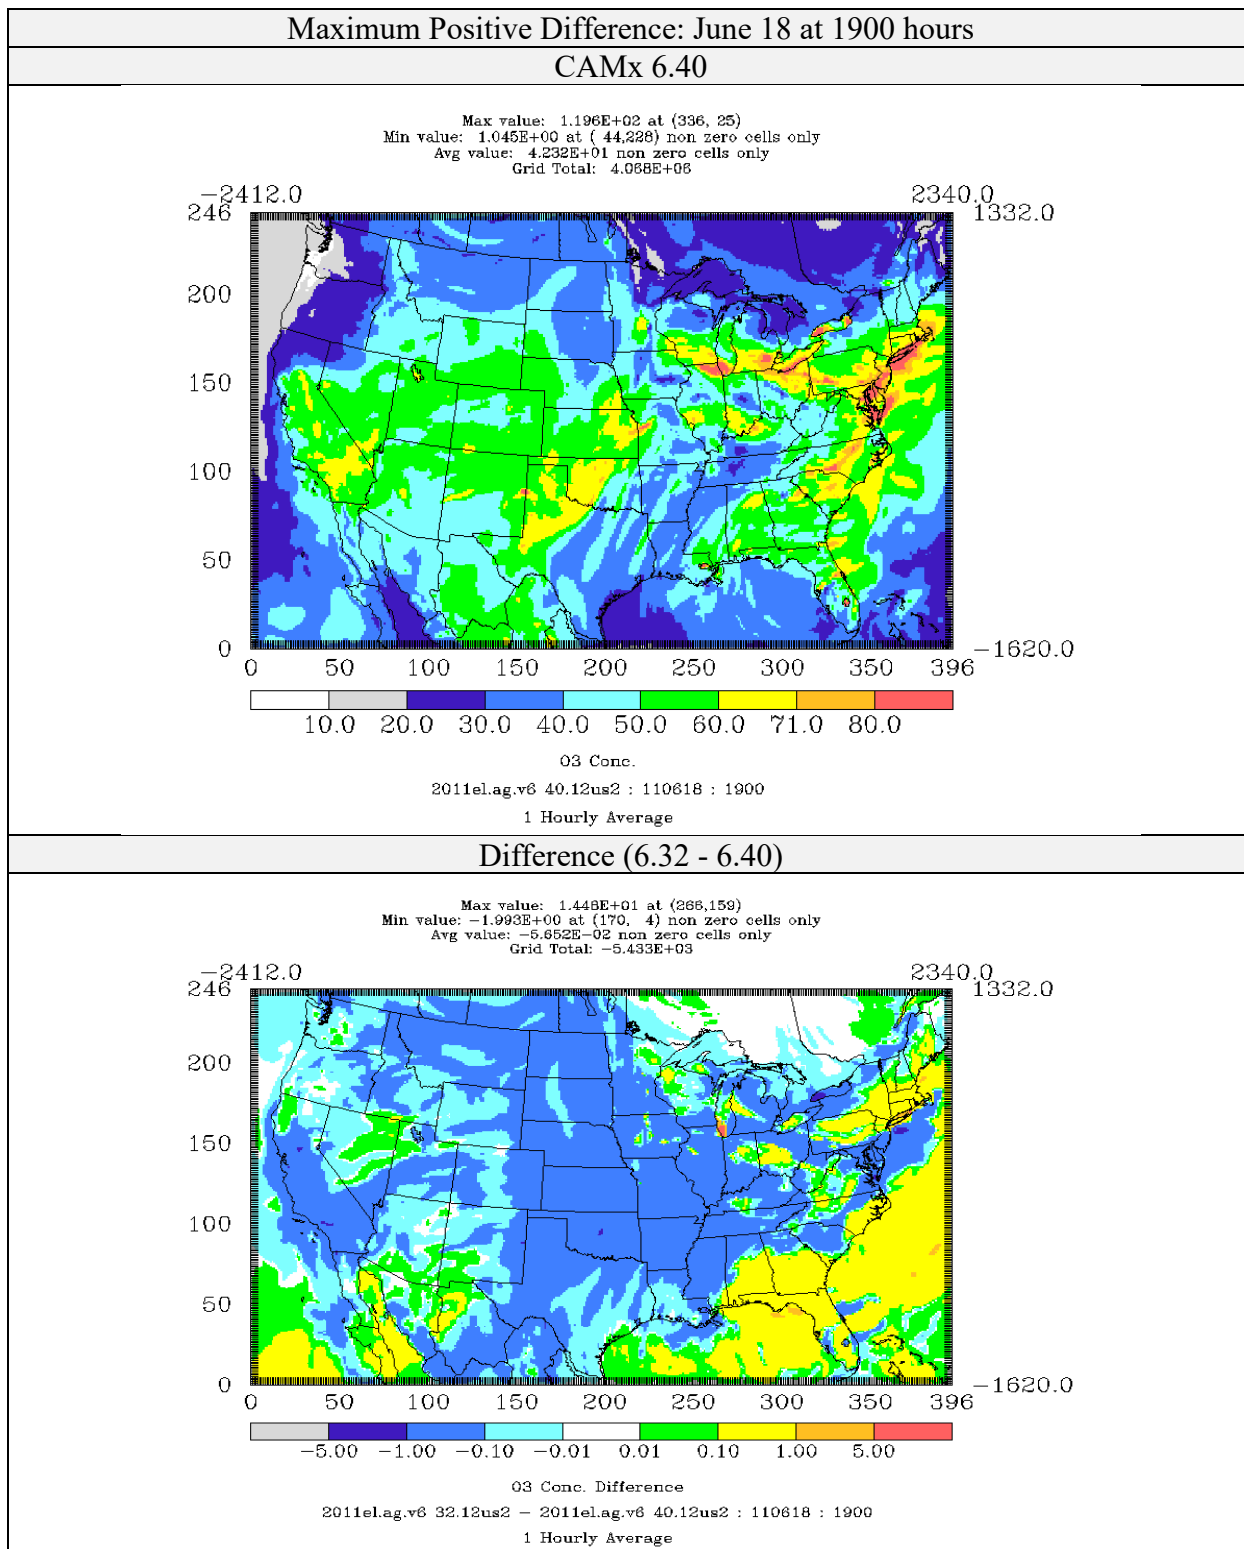 Maximum Positive Difference: June 18 at 1900 hours
CAMx 6.40
Max value: 1.196E+02 at (336, 25)
Min value: 1.045E+00 at ( 44,228) non zero cells only
Avg value: 4.232E+01 non zero cells only
Grid Total: 4.068E+06
−2412.0 2340.0
246 1332.0
200
150
100
50
0 −1620.0
0 50 100 150 200 250 300 350 396
10.0 20.0 30.0 40.0 50.0 60.0 71.0 80.0
O3 Conc.
2011el.ag.v6 40.12us2 : 110618 : 1900
1 Hourly Average
Difference (6.32 - 6.40)
Max value: 1.446E+01 at (266,159)
Min value: −1.993E+00 at (170, 4) non zero cells only
Avg value: −5.652E−02 non zero cells only
Grid Total: −5.433E+03
−2412.0 2340.0
246 1332.0
200
150
100
50
0 −1620.0
0 50 100 150 200 250 300 350 396
−5.00 −1.00 −0.10 −0.01 0.01 0.10 1.00 5.00
O3 Conc. Difference
2011el.ag.v6 32.12us2 − 2011el.ag.v6 40.12us2 : 110618 : 1900
1 Hourly Average